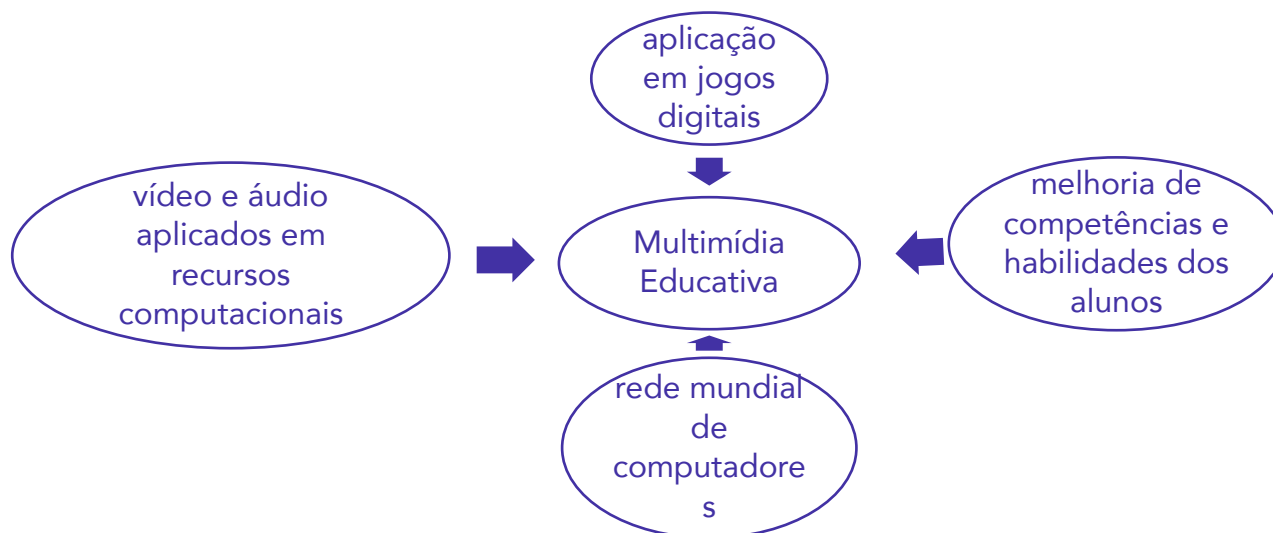 aplicação
em jogos
digitais
vídeo e áudio
aplicados em
recursos
computacionais
Multimídia
Educativa
melhoria de
competências e
habilidades dos
alunos
rede mundial
de
computadore
s